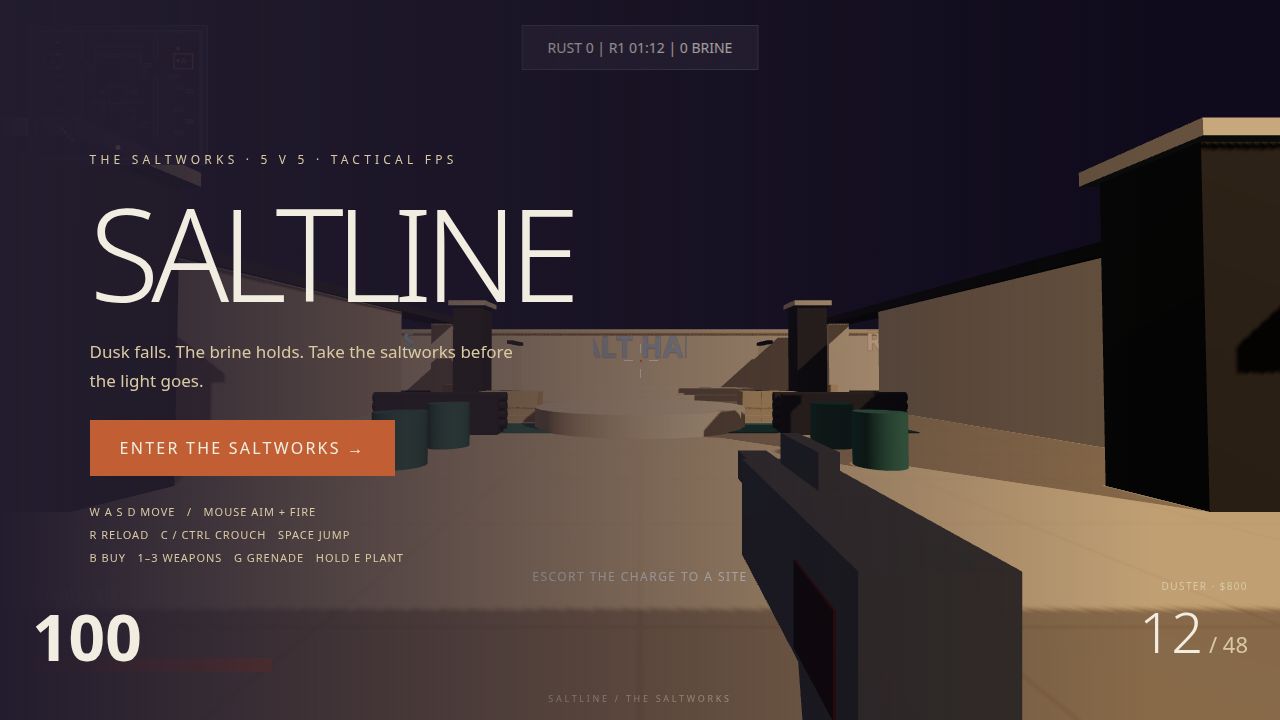 RUST 0 | R1 01:12 | 0 BRINE
THE SALTWORKS · 5 V 5 · TACTICAL FPS
SALTLINE
Dusk falls. The brine holds. Take the saltworks before
the light goes.
ENTER THE SALTWORKS →
W A S D MOVE / MOUSE AIM + FIRE
R RELOAD C / CTRL CROUCH SPACE JUMP
B BUY 1–3 WEAPONS G GRENADE HOLD E PLANT
ESCORT THE CHARGE TO A SITE
DUSTER · $800
100
12 / 48
SALTLINE / THE SALTWORKS